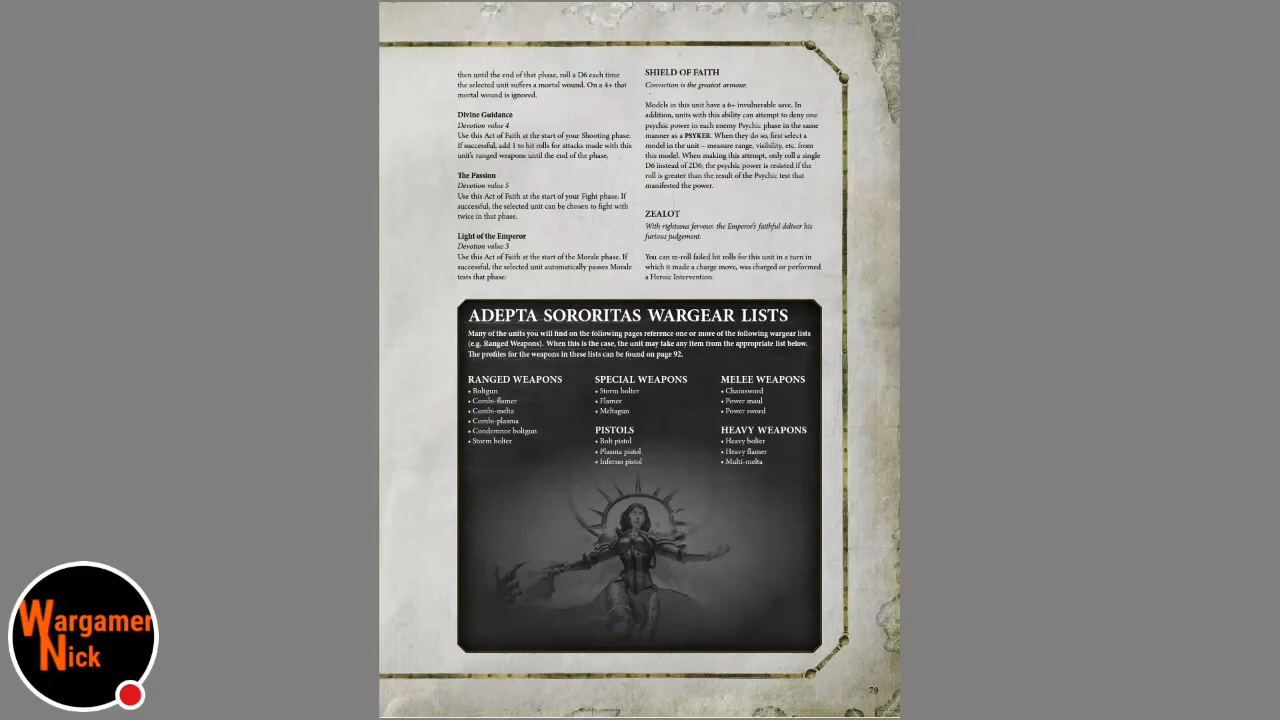 then until the end of that phase, roll a D6 each time
the selected unit suffers a mortal wound. On a 4+ that
mortal wound is ignored.
Divine Guidance
Devotion value 4
Use this Act of Faith at the start of your Shooting phase.
If successful, add 1 to hit rolls for attacks made with this
unit's ranged weapons until the end of the phase.
The Passion
Devotion value 5
Use this Act of Faith at the start of your Fight phase. If
successful, the selected unit can be chosen to fight with
twice in that phase.
Light of the Emperor
Devotion value 3
Use this Act of Faith at the start of the Morale phase. If
successful, the selected unit automatically passes Morale
tests that phase.
SHIELD OF FAITH
Conviction is the greatest armour.
Models in this unit have a 6+ invulnerable save. In
addition, units with this ability can attempt to deny one
psychic power in each enemy Psychic phase in the same
manner as a PSYKER. When they do so, first select a
model in the unit – measure range, visibility, etc. from
this model. When making this attempt, only roll a single
D6 instead of 2D6; the psychic power is resisted if the
roll is greater than the result of the Psychic test that
manifested the power.
ZEALOT
With righteous fervour, the Emperor's faithful deliver his
furious judgement.
You can re-roll failed hit rolls for this unit in a turn in
which it made a charge move, was charged or performed
a Heroic Intervention.
ADEPTA SORORITAS WARGEAR LISTS
Many of the units you will find on the following pages reference one or more of the following wargear lists
(e.g. Ranged Weapons). When this is the case, the unit may take any item from the appropriate list below.
The profiles for the weapons in these lists can be found on page 92.
RANGED WEAPONS
• Boltgun
• Combi-flamer
• Combi-melta
• Combi-plasma
• Condemnor boltgun
• Storm bolter
SPECIAL WEAPONS
• Storm bolter
• Flamer
• Meltagun
PISTOLS
• Bolt pistol
• Plasma pistol
• Inferno pistol
MELEE WEAPONS
• Chainsword
• Power maul
• Power sword
HEAVY WEAPONS
• Heavy bolter
• Heavy flamer
• Multi-melta
79
Wargamer
Nick